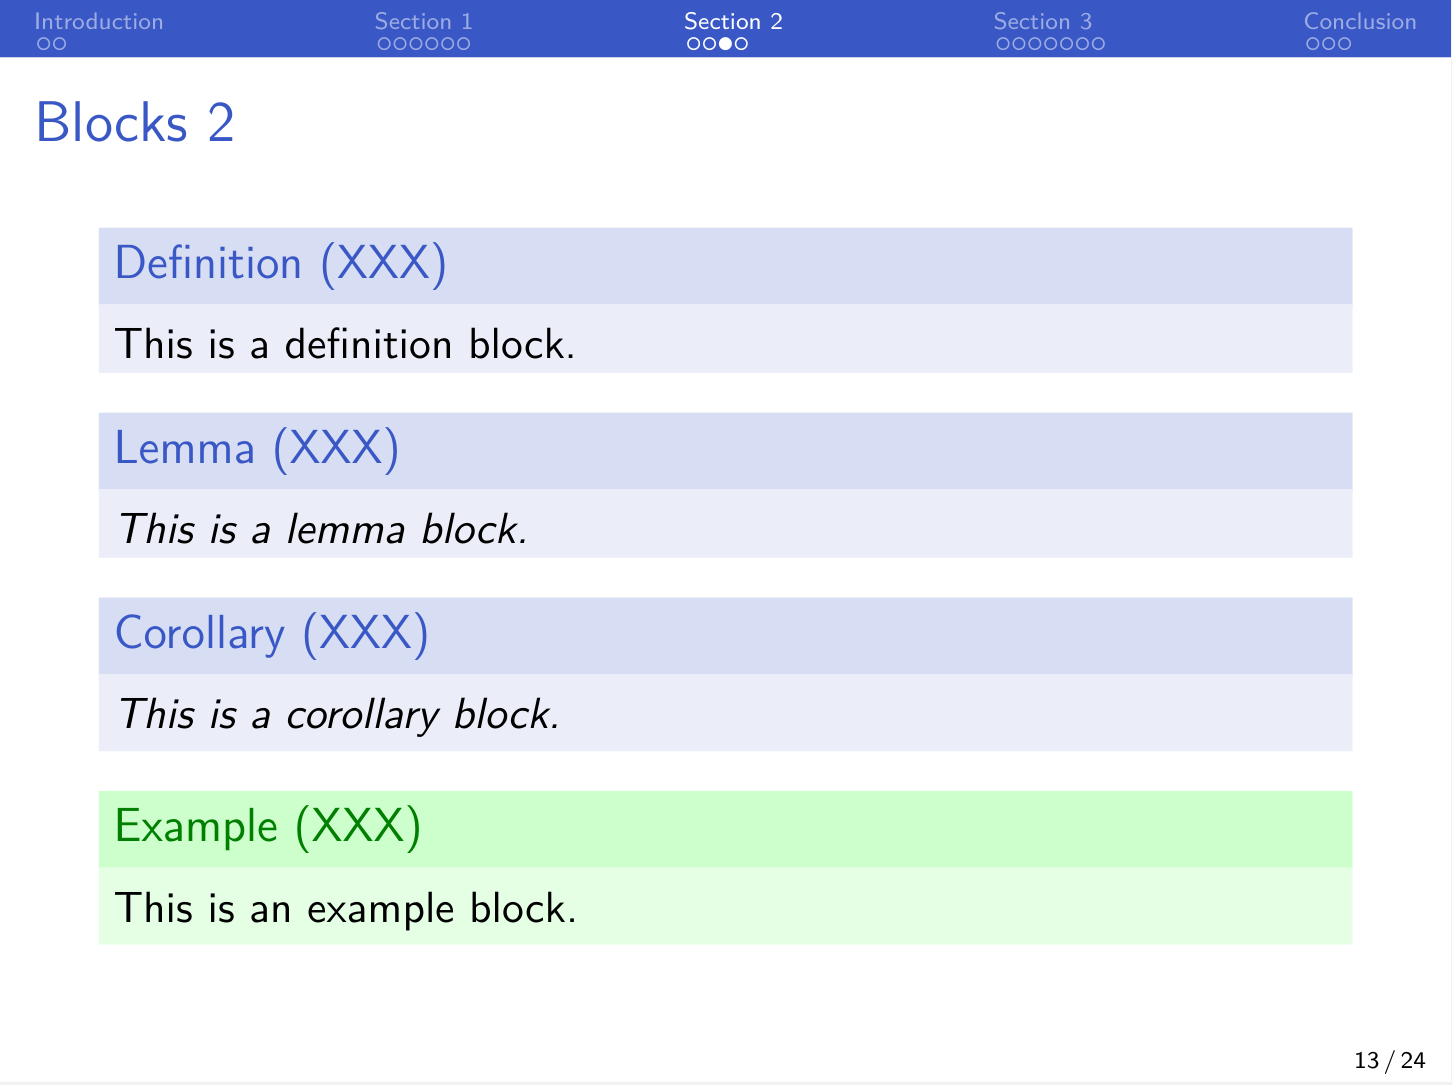 Introduction Section 1 Section 2 Section 3 Conclusion
Blocks 2
Definition (XXX)
This is a definition block.
Lemma (XXX)
This is a lemma block.
Corollary (XXX)
This is a corollary block.
Example (XXX)
This is an example block.
13 / 24